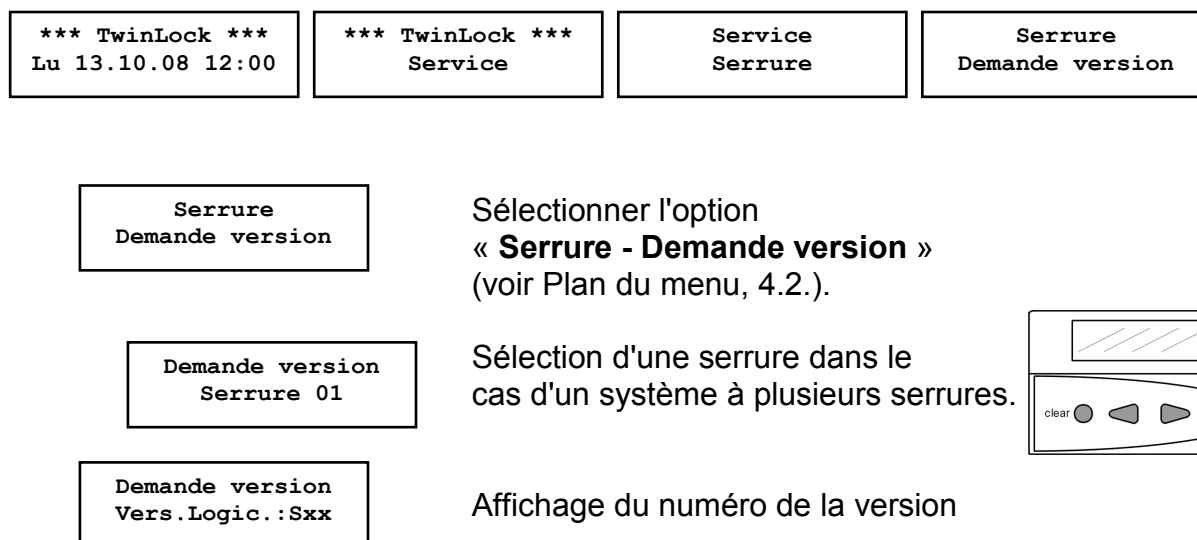 *** TwinLock ***
Lu 13.10.08 12:00
*** TwinLock ***
Service
Service
Serrure
Serrure
Demande version
Serrure
Demande version
Sélectionner l'option
« Serrure - Demande version »
(voir Plan du menu, 4.2.).
Demande version
Serrure 01
Sélection d'une serrure dans le
cas d'un système à plusieurs serrures.
clear
Demande version
Vers.Logic.:Sxx
Affichage du numéro de la version